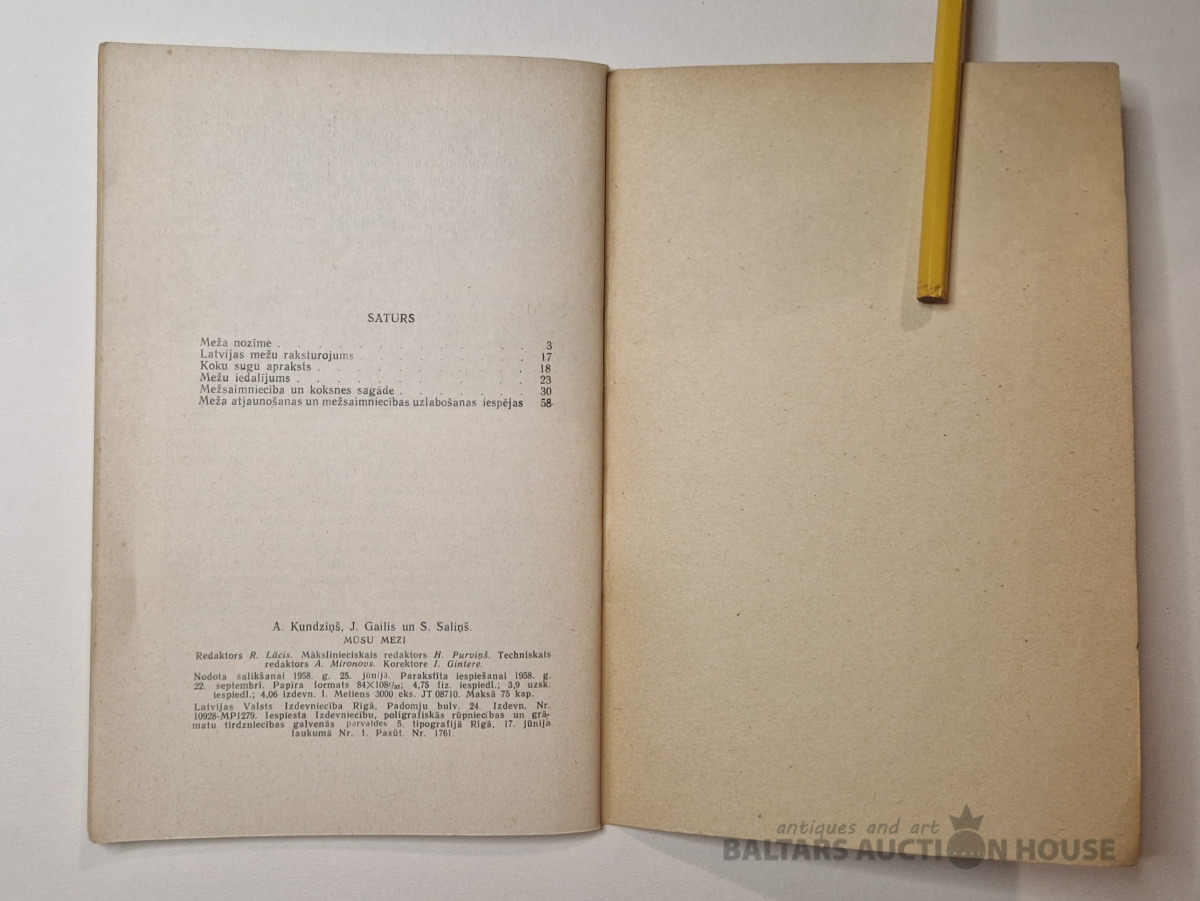 SATURS
Meža nozīme . . . . . . . . . . . . 3
Latvijas mežu raksturojums . . . . . . . . 17
Koku sugu apraksts . . . . . . . . . . 18
Mežu iedalījums . . . . . . . . . . . 23
Mežsaimniecība un koksnes sagāde . . . . . . . 30
Meža atjaunošanas un mežsaimniecības uzlabošanas iespējas 58
A. Kundziņš, J. Gailis un S. Saliņš.
MŪSU MEŽI
Redaktors R. Lācis. Mākslinieciskais redaktors H. Purviņš. Techniskais
redaktors A. Mironovs. Korektore I. Gintere.
Nodota salikšanai 1958. g. 25. jūnijā. Parakstīta iespiešanai 1958. g.
22. septembrī. Papīra formats 84×108¹/₃₂; 4,75 fiz. iespiedl.; 3,9 uzsk.
iespiedl.; 4,06 izdevn. l. Metiens 3000 eks. JT 08710. Maksā 75 kap.
Latvijas Valsts Izdevniecība Rīgā, Padomju bulv. 24. Izdevn. Nr.
10928-MP1279. Iespiesta Izdevniecību, poligrafiskās rūpniecības un grā-
matu tirdzniecības galvenās pārvaldes 5. tipografijā Rīgā, 17. jūnija
laukumā Nr. 1. Pasūt. Nr. 1761.
antiques and art
BALTARS AUCTION HOUSE